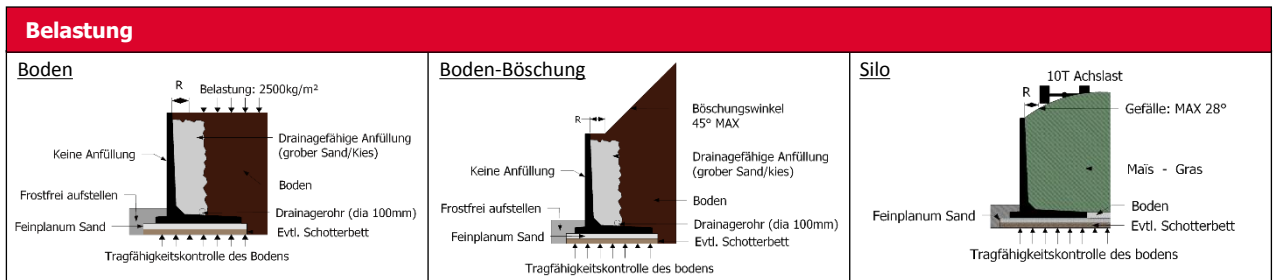 Belastung
Boden
R
Belastung: 2500kg/m²
Drainagefähige Anfüllung
(grober Sand/Kies)
Keine Anfüllung
Boden
Frostfrei aufstellen
Drainagerohr (dia 100mm)
Feinplanum Sand
Evtl. Schotterbett
Tragfähigkeitskontrolle des Bodens
Boden-Böschung
R
Böschungswinkel
45° MAX
Drainagefähige Anfüllung
(grober Sand/kies)
Keine Anfüllung
Boden
Frostfrei aufstellen
Drainagerohr (dia 100mm)
Feinplanum Sand
Evtl. Schotterbett
Tragfähigkeitskontrolle des bodens
Silo
10T Achslast
R
Gefälle: MAX 28°
Maïs - Gras
Boden
Feinplanum Sand
Evtl. Schotterbett
Tragfähigkeitskontrolle des bodens